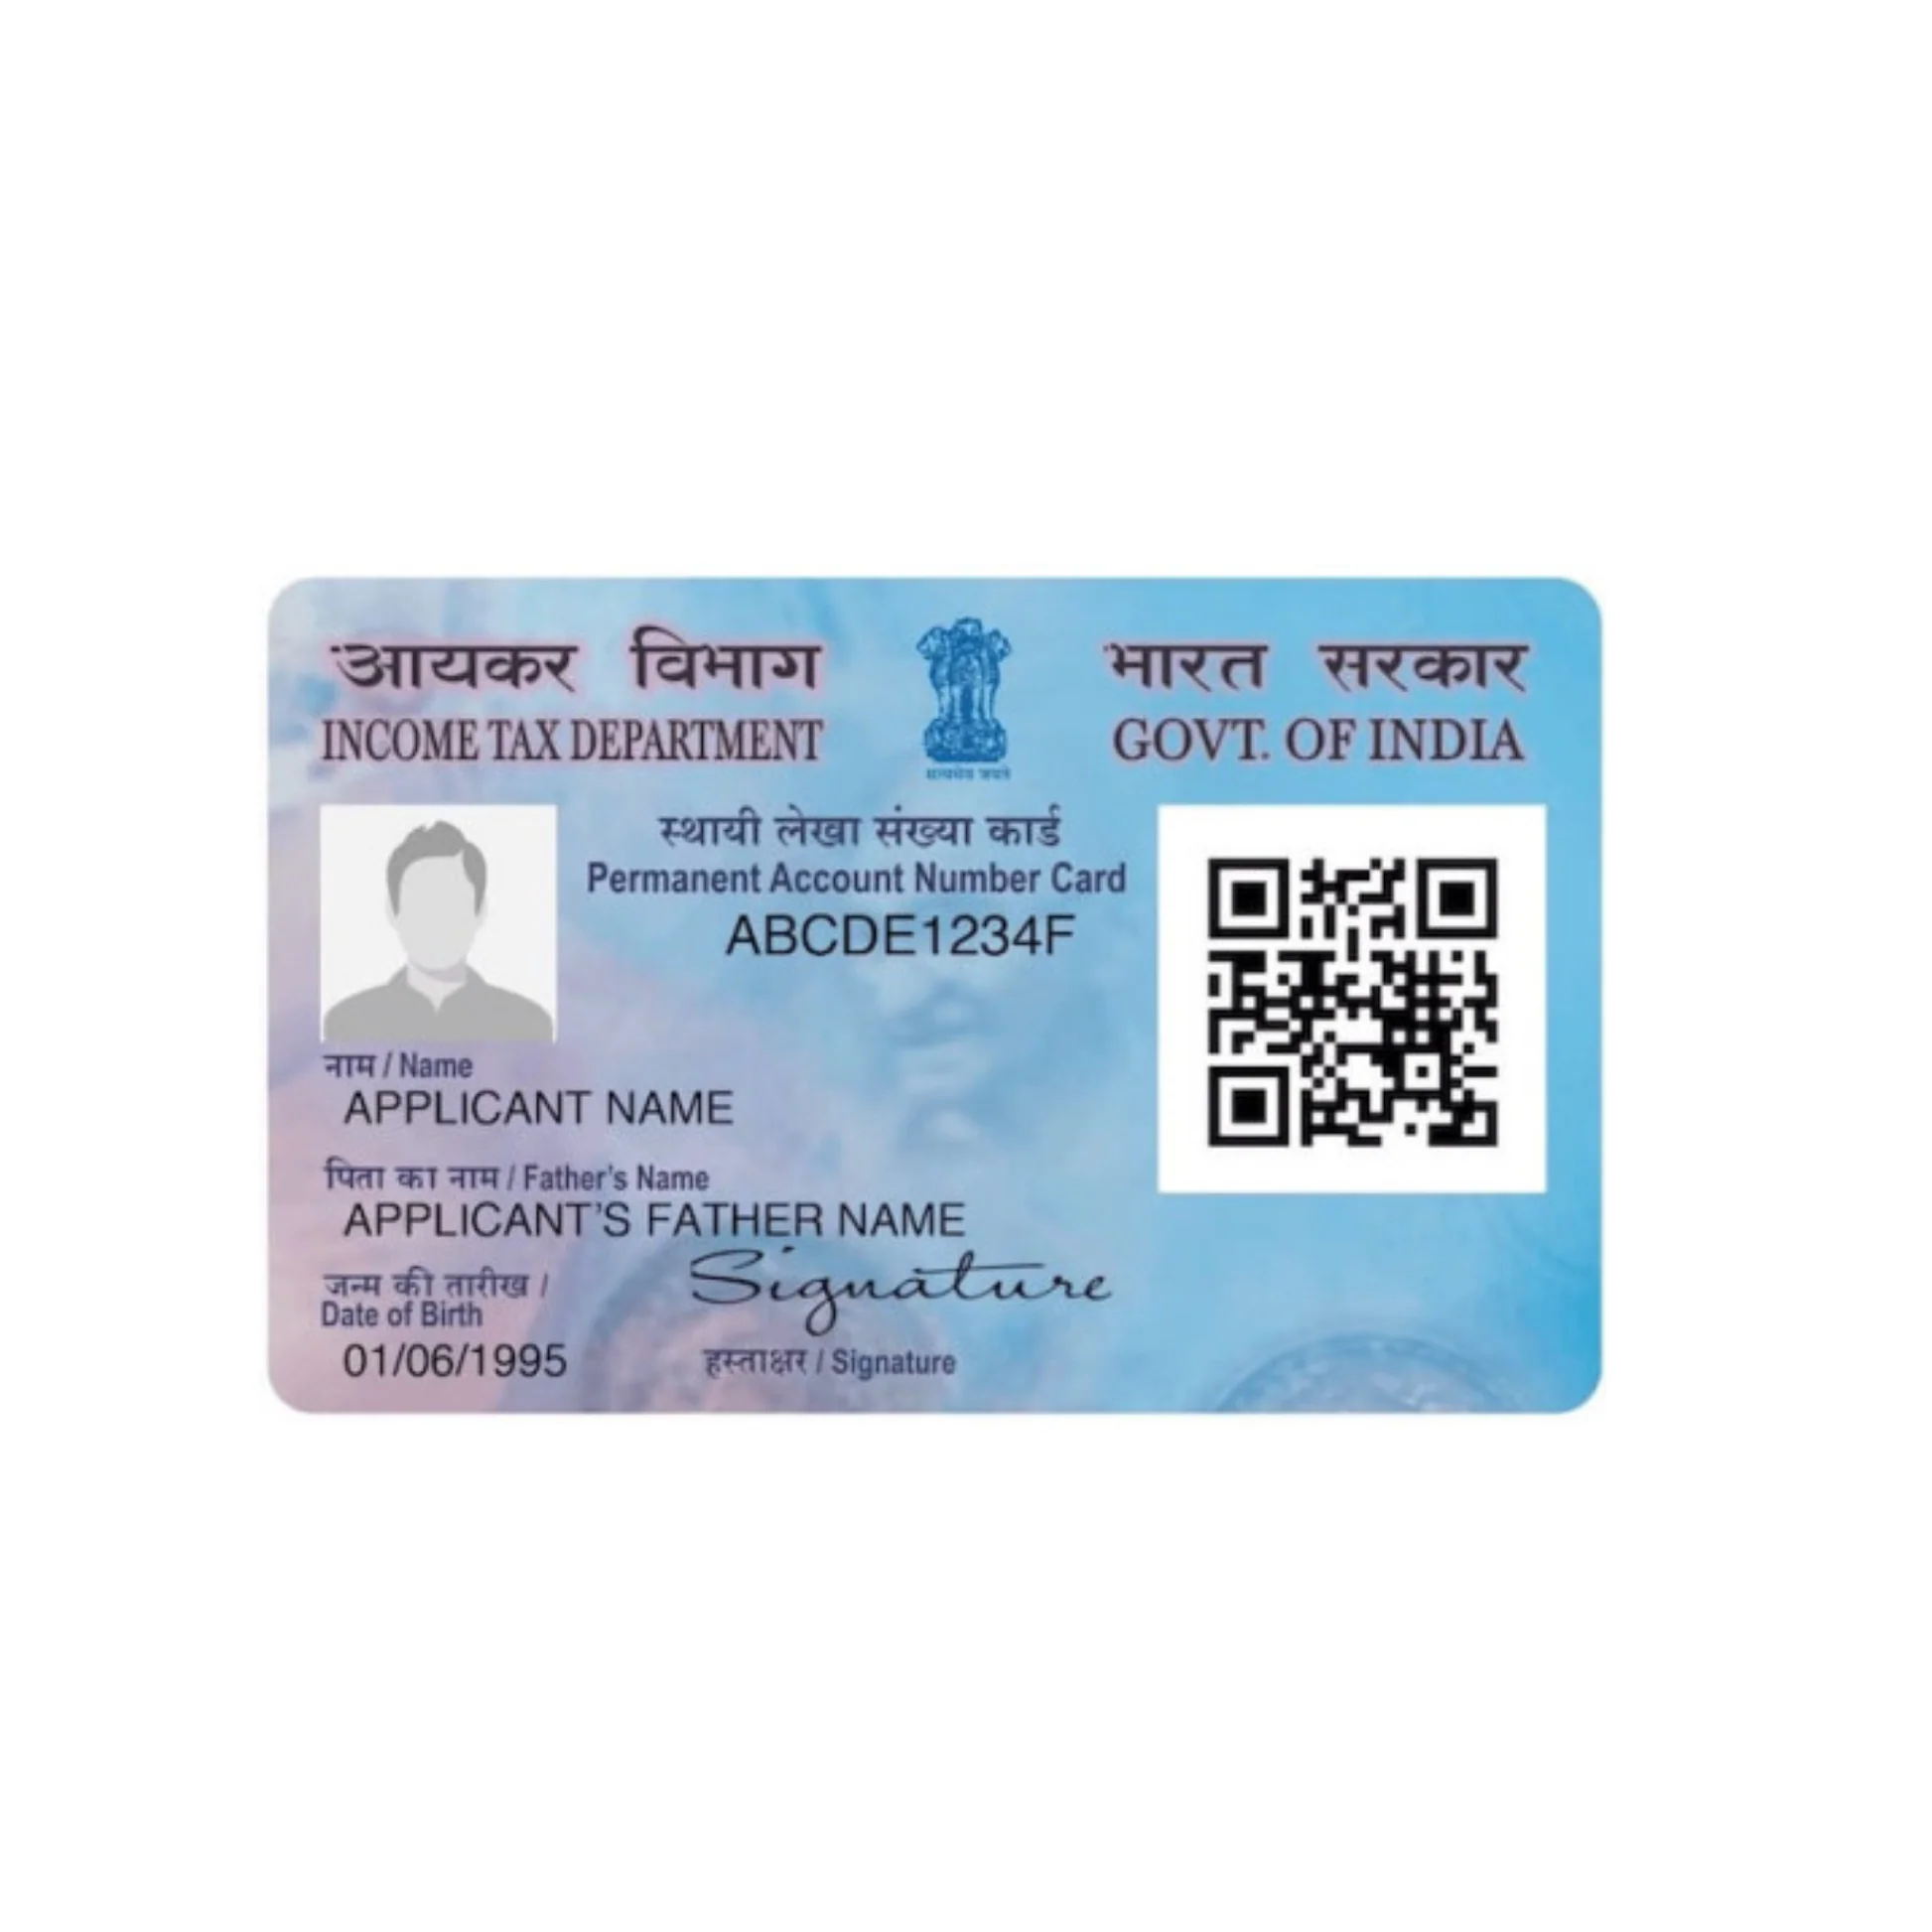 आयकर विभाग
INCOME TAX DEPARTMENT
भारत सरकार
GOVT. OF INDIA
सत्यमेव जयते
स्थायी लेखा संख्या कार्ड
Permanent Account Number Card
ABCDE1234F
नाम / Name
APPLICANT NAME
पिता का नाम / Father's Name
APPLICANT'S FATHER NAME
जन्म की तारीख /
Date of Birth
01/06/1995
Signature
हस्ताक्षर / Signature